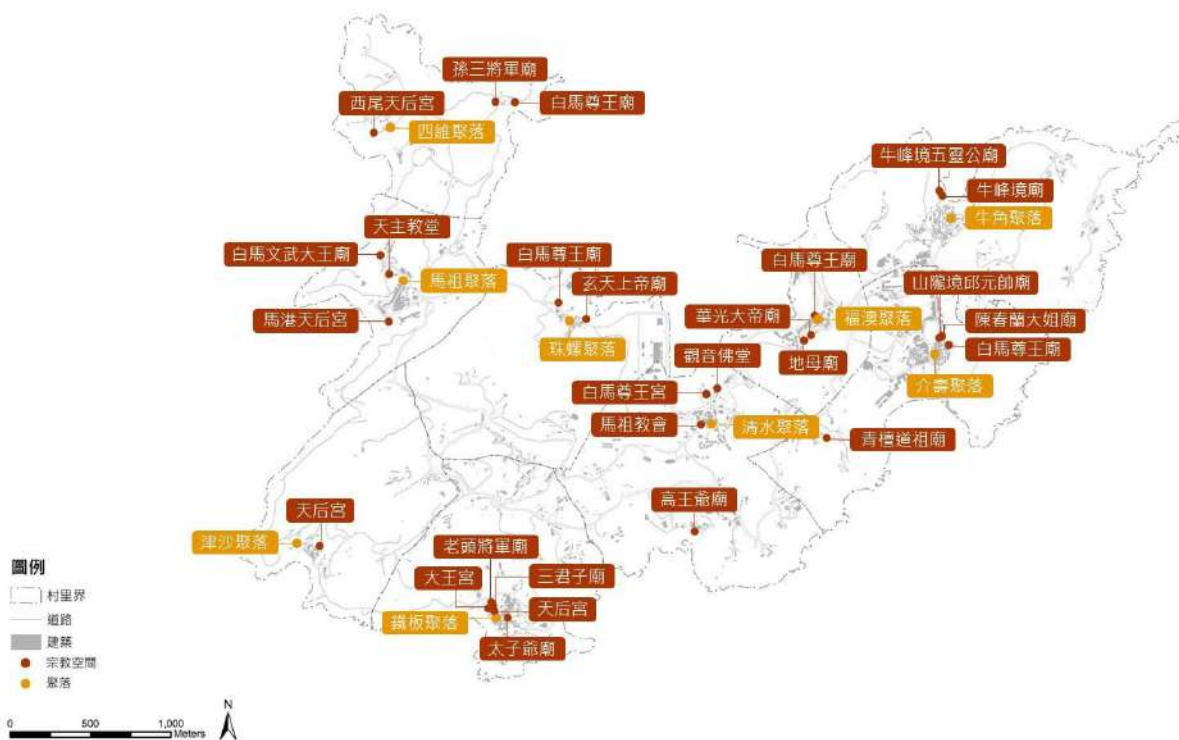 孫三將軍廟
西尾天后宮
白馬尊王廟
四維聚落
牛峰境五靈公廟
牛峰境廟
牛角聚落
天主教堂
白馬文武大王廟
白馬尊王廟
白馬尊王廟
馬祖聚落
玄天上帝廟
山隴境邱元帥廟
馬港天后宮
華光大帝廟
福澳聚落
陳春蘭大姐廟
珠螺聚落
觀音佛堂
地母廟
白馬尊王廟
白馬尊王宮
介壽聚落
馬祖教會
清水聚落
青檀道祖廟
天后宮
高王爺廟
津沙聚落
老頭將軍廟
大王宮
三君子廟
鐵板聚落
天后宮
太子爺廟
圖例
村里界
道路
建築
宗教空間
聚落
N
0 500 1,000
Meters